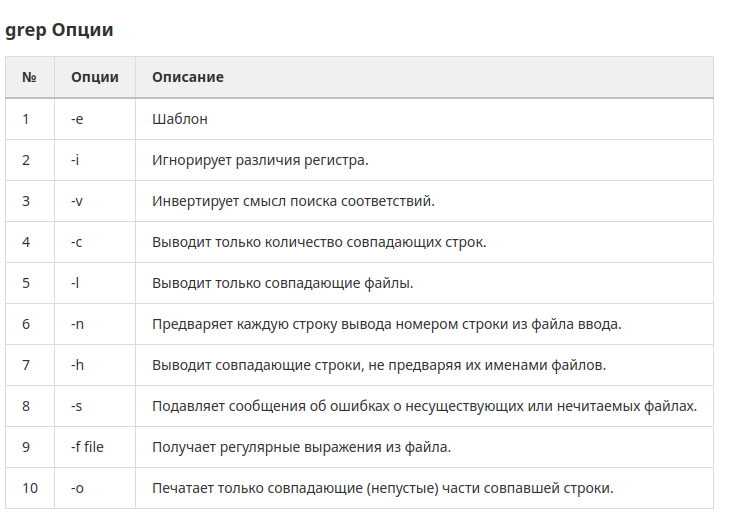 grep Опции
№ Опции Описание
1 -e Шаблон
2 -i Игнорирует различия регистра.
3 -v Инвертирует смысл поиска соответствий.
4 -c Выводит только количество совпадающих строк.
5 -l Выводит только совпадающие файлы.
6 -n Предваряет каждую строку вывода номером строки из файла ввода.
7 -h Выводит совпадающие строки, не предваряя их именами файлов.
8 -s Подавляет сообщения об ошибках о несуществующих или нечитаемых файлах.
9 -f file Получает регулярные выражения из файла.
10 -o Печатает только совпадающие (непустые) части совпавшей строки.